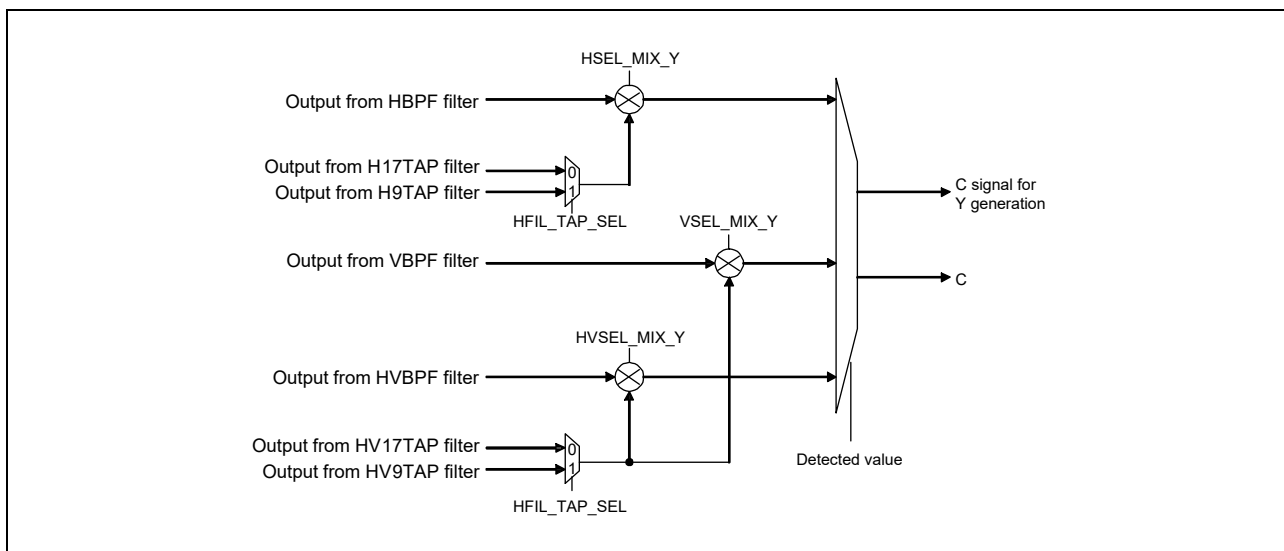 HSEL_MIX_Y
Output from HBPF filter
Output from H17TAP filter
0
Output from H9TAP filter
1
HFIL_TAP_SEL
C signal for
Y generation
VSEL_MIX_Y
Output from VBPF filter
C
HVSEL_MIX_Y
Output from HVBPF filter
Output from HV17TAP filter
0
Output from HV9TAP filter
1
HFIL_TAP_SEL
Detected value